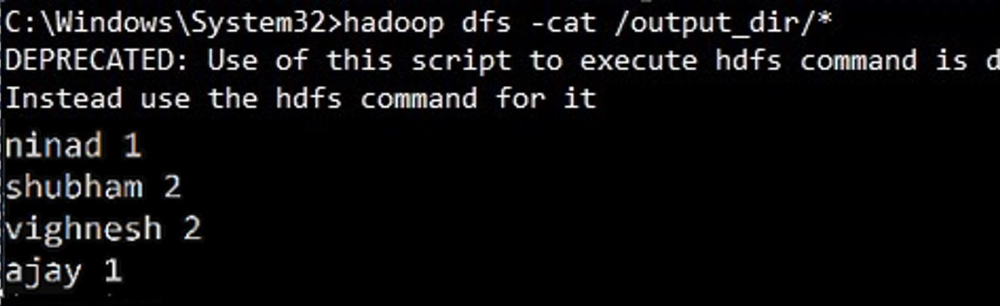 C:\Windows\System32>hadoop dfs -cat /output_dir/*
DEPRECATED: Use of this script to execute hdfs command is d
Instead use the hdfs command for it
ninad 1
shubham 2
vighnesh 2
ajay 1